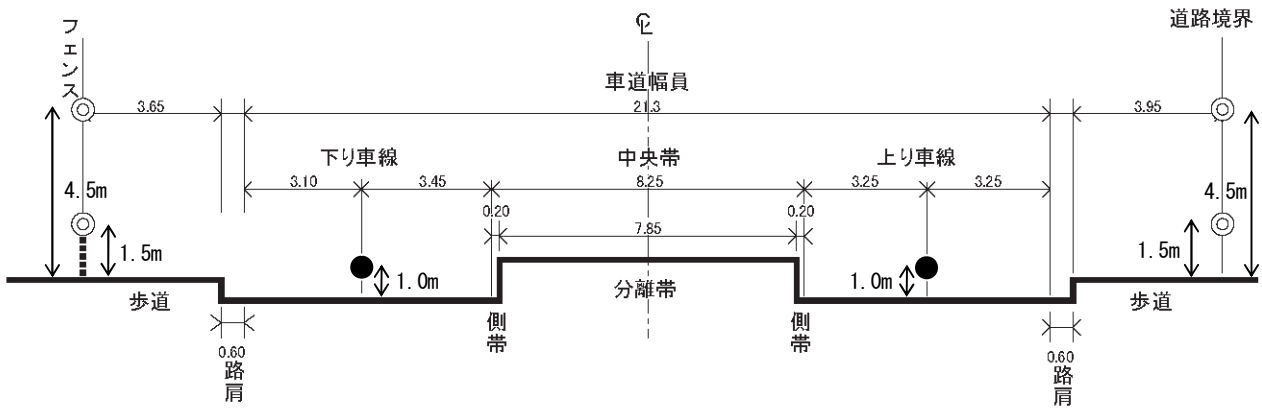 フェンス
℄
道路境界
車道幅員
3.65
21.3
3.95
下り車線
中央帯
上り車線
3.10
3.45
8.25
3.25
3.25
4.5m
4.5m
0.20
0.20
7.85
1.5m
1.0m
1.0m
1.5m
歩道
分離帯
歩道
側帯
側帯
0.60
路肩
0.60
路肩